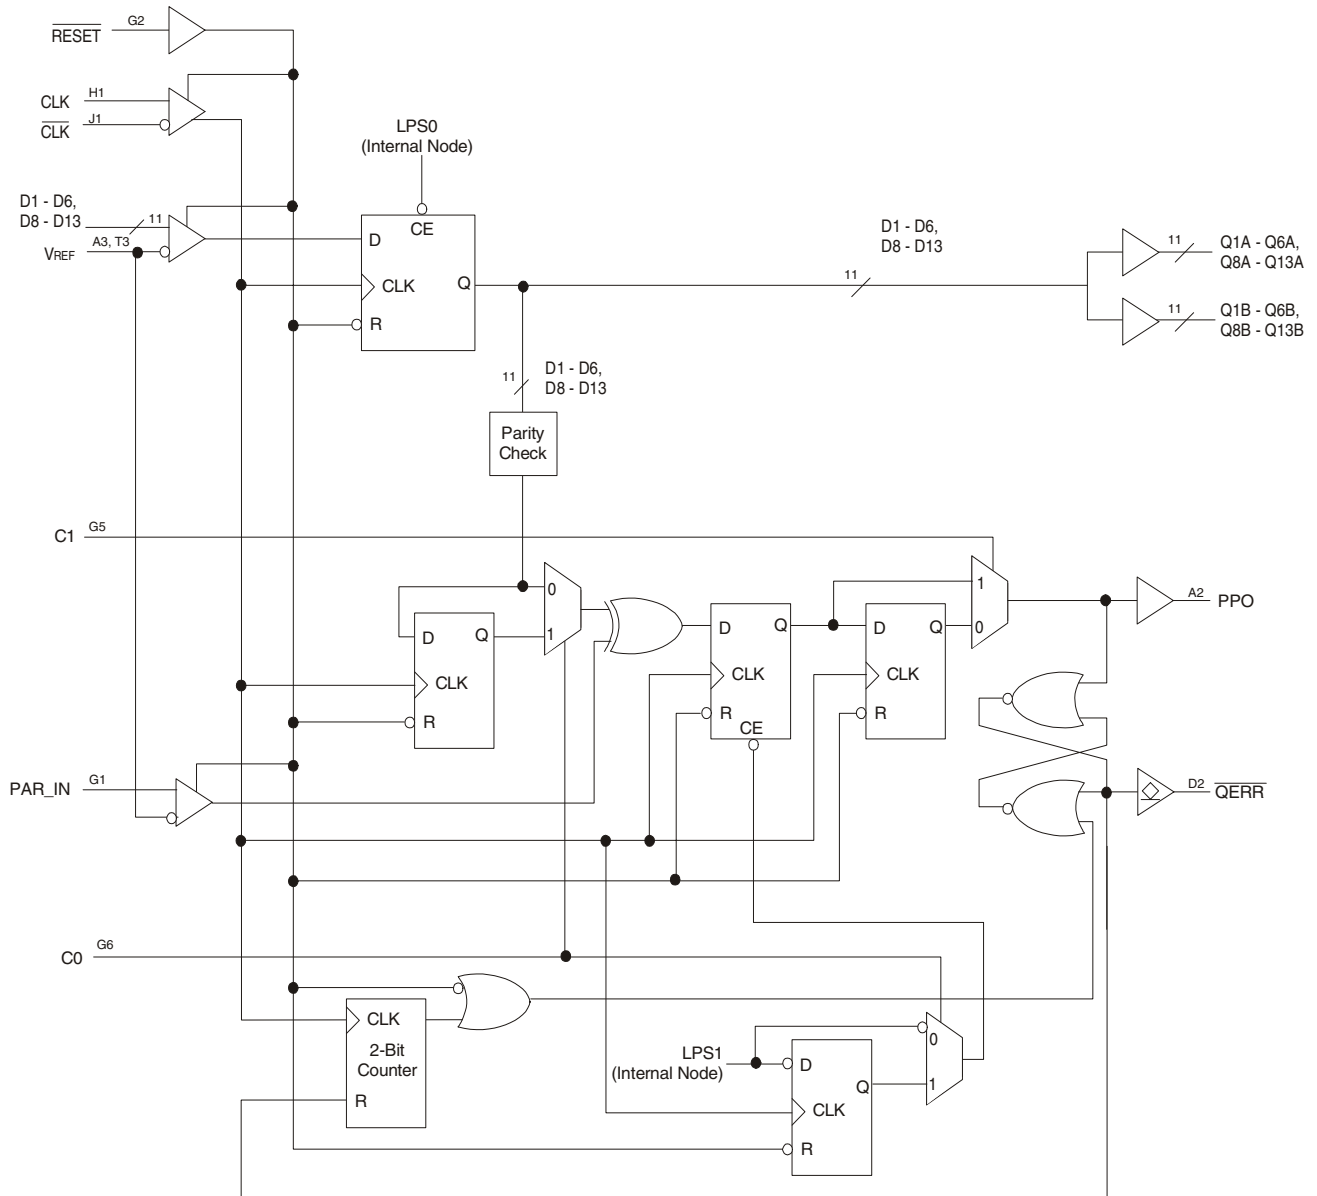 RESET
G2
CLK
H1
CLK
J1
LPS0
(Internal Node)
D1 - D6,
D8 - D13
11
VREF
A3, T3
D
CE
CLK
Q
R
D1 - D6,
D8 - D13
11
11
Q1A - Q6A,
Q8A - Q13A
11
Q1B - Q6B,
Q8B - Q13B
11
D1 - D6,
D8 - D13
Parity
Check
C1
G5
0
1
D
Q
CLK
R
D
Q
CLK
R
CE
D
Q
CLK
R
1
0
A2
PPO
PAR_IN
G1
D2
QERR
C0
G6
CLK
2-Bit
Counter
R
LPS1
(Internal Node)
D
Q
CLK
R
0
1